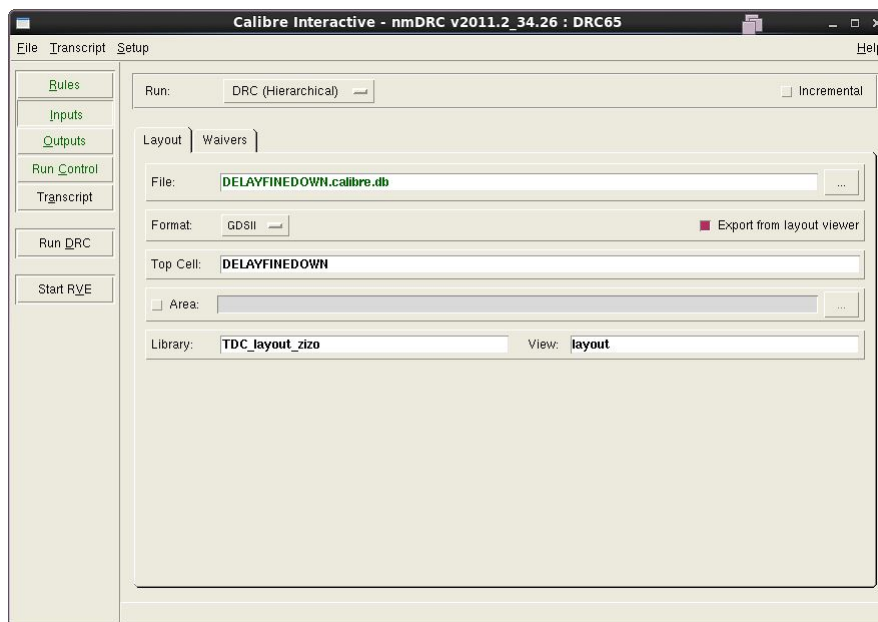 Calibre Interactive - nmDRC v2011.2_34.26 : DRC65
File Transcript Setup Help
Rules
Inputs
Outputs
Run Control
Transcript
Run DRC
Start RVE
Run: DRC (Hierarchical) Incremental
Layout Waivers
File: DELAYFINEDOWN.calibre.db ...
Format: GDSII Export from layout viewer
Top Cell: DELAYFINEDOWN
Area: ...
Library: TDC_layout_zizo View: layout